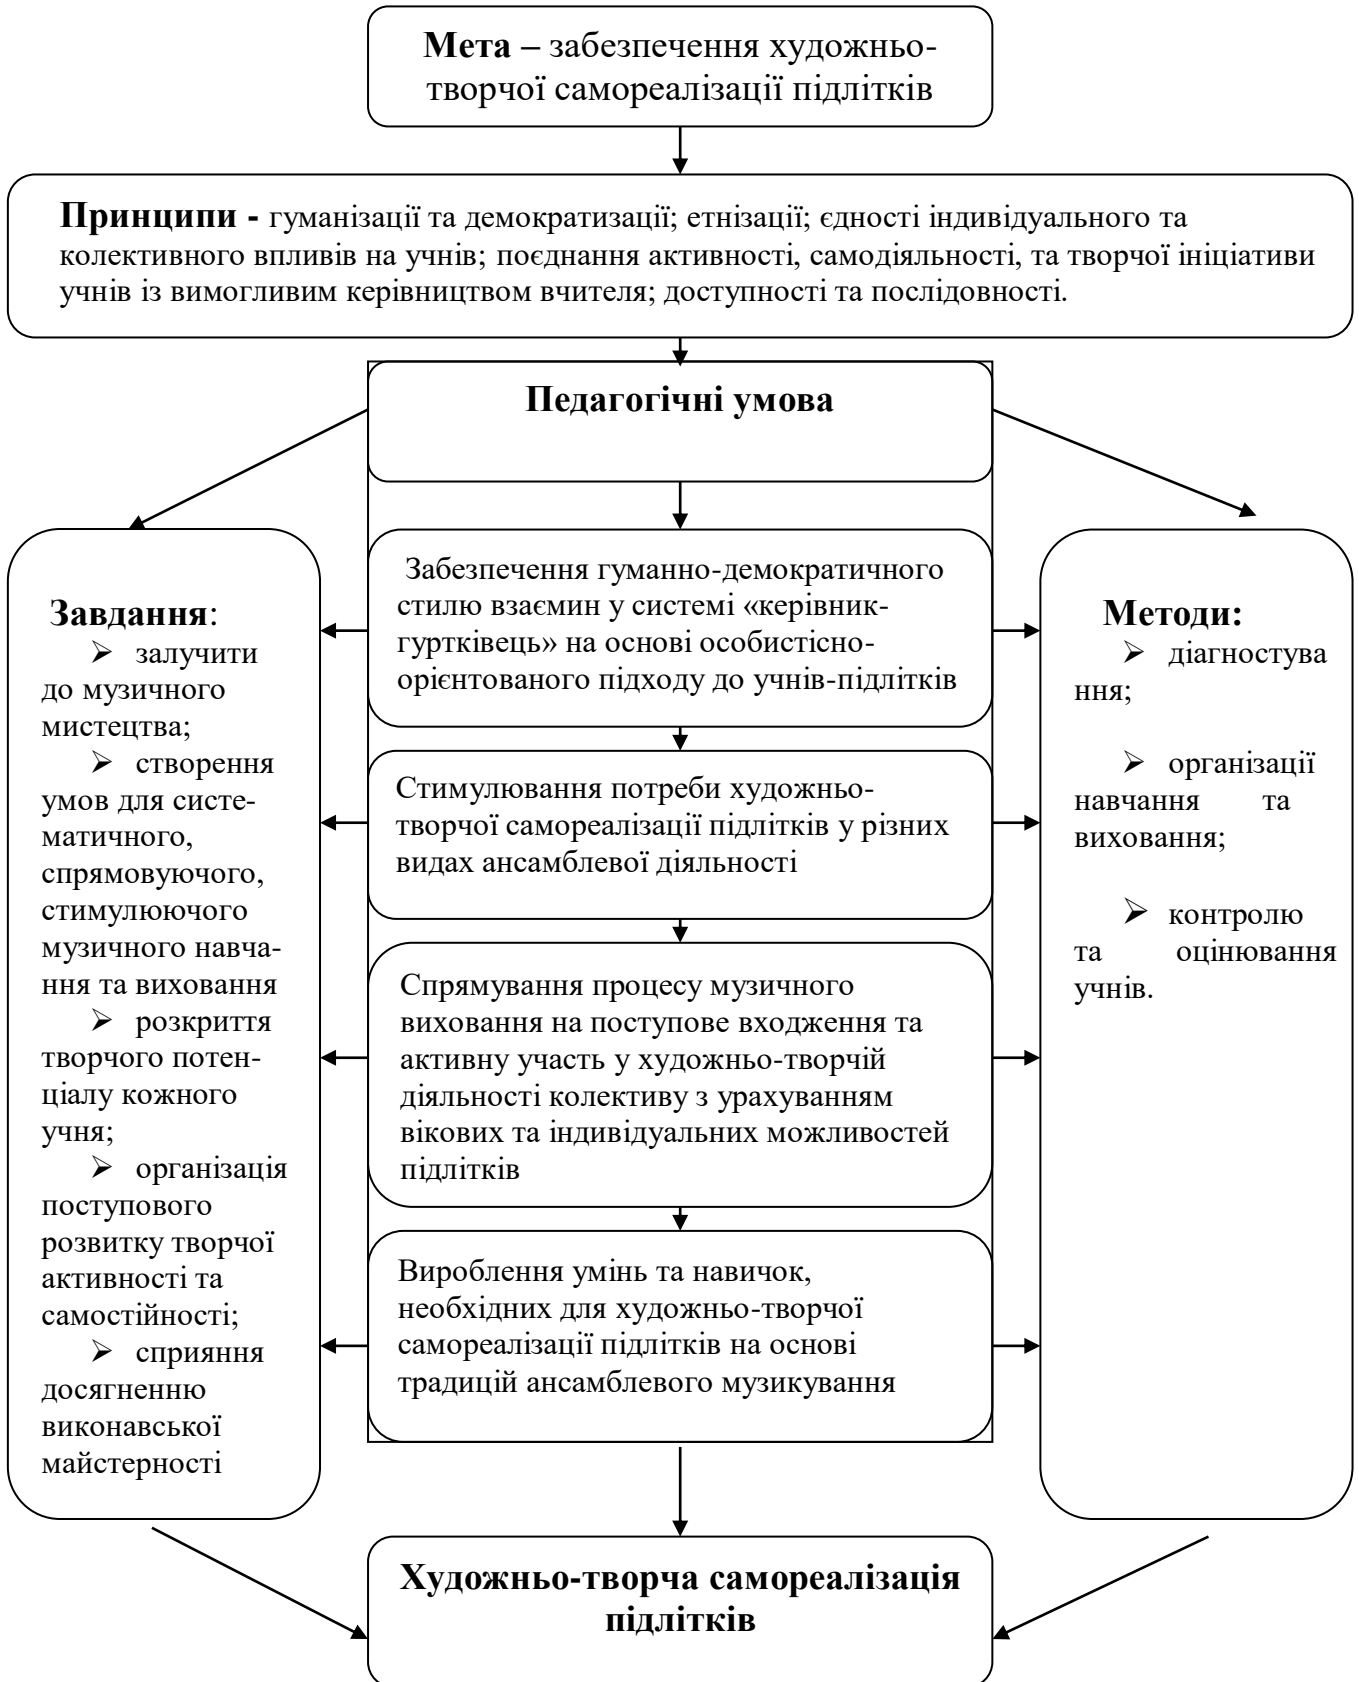 Мета – забезпечення художньо-
творчої самореалізації підлітків
Принципи - гуманізації та демократизації; етнізації; єдності індивідуального та
колективного впливів на учнів; поєднання активності, самодіяльності, та творчої ініціативи
учнів із вимогливим керівництвом вчителя; доступності та послідовності.
Педагогічні умова
Завдання:
➢ залучити
до музичного
мистецтва;
➢ створення
умов для систе-
матичного,
спрямовуючого,
стимулюючого
музичного навча-
ння та виховання
➢ розкриття
творчого потен-
ціалу кожного
учня;
➢ організація
поступового
розвитку творчої
активності та
самостійності;
➢ сприяння
досягненню
виконавської
майстерності
Забезпечення гуманно-демократичного
стилю взаємин у системі «керівник-
гуртківець» на основі особистісно-
орієнтованого підходу до учнів-підлітків
Стимулювання потреби художньо-
творчої самореалізації підлітків у різних
видах ансамблевої діяльності
Спрямування процесу музичного
виховання на поступове входження та
активну участь у художньо-творчій
діяльності колективу з урахуванням
вікових та індивідуальних можливостей
підлітків
Вироблення умінь та навичок,
необхідних для художньо-творчої
самореалізації підлітків на основі
традицій ансамблевого музикування
Методи:
➢ діагностува
ння;
➢ організації
навчання та
виховання;
➢ контролю
та оцінювання
учнів.
Художньо-творча самореалізація
підлітків